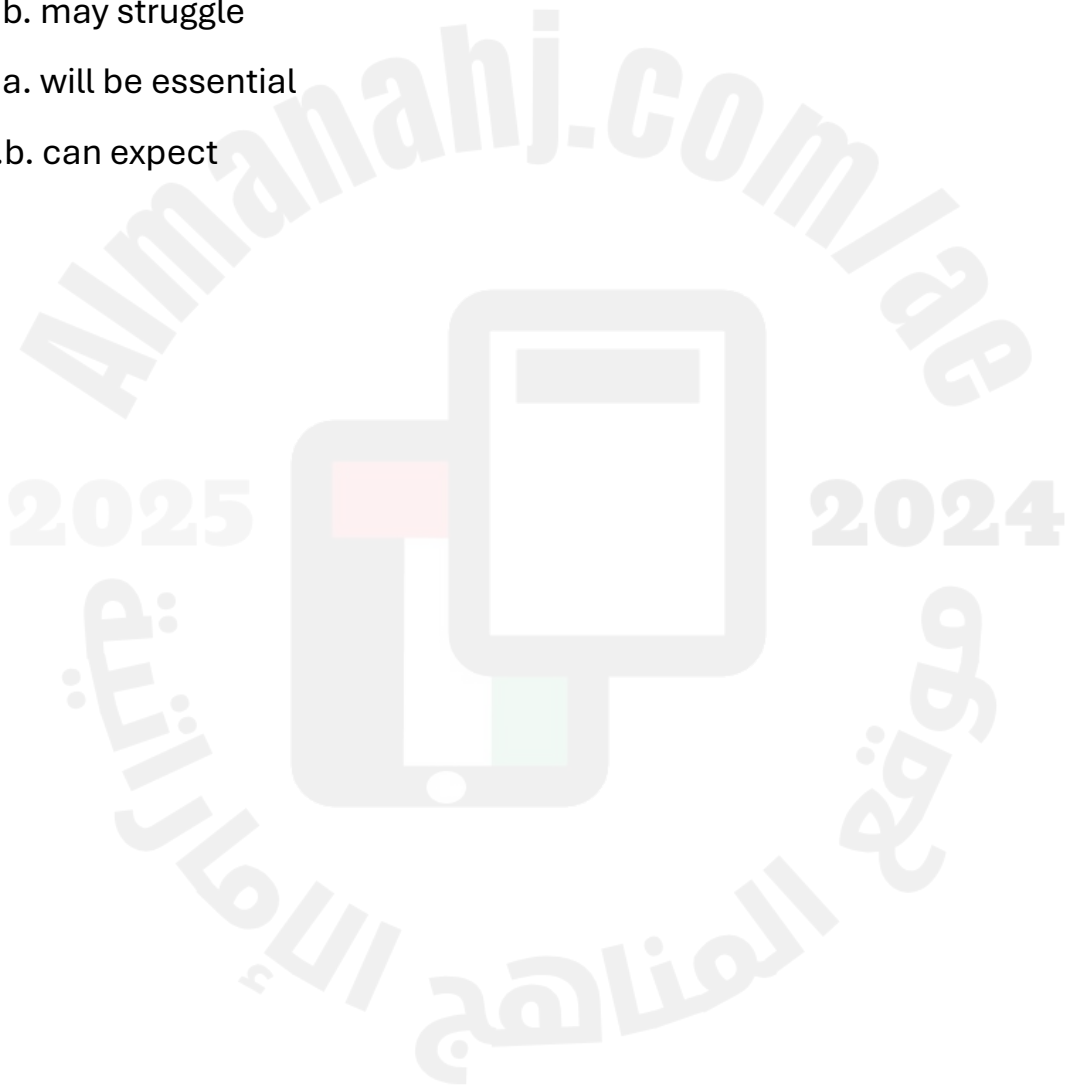 b. may struggle
a. will be essential
.b. can expect
Almanahj.com/ae
2025
2024
موقع
المناهج
الإماراتية